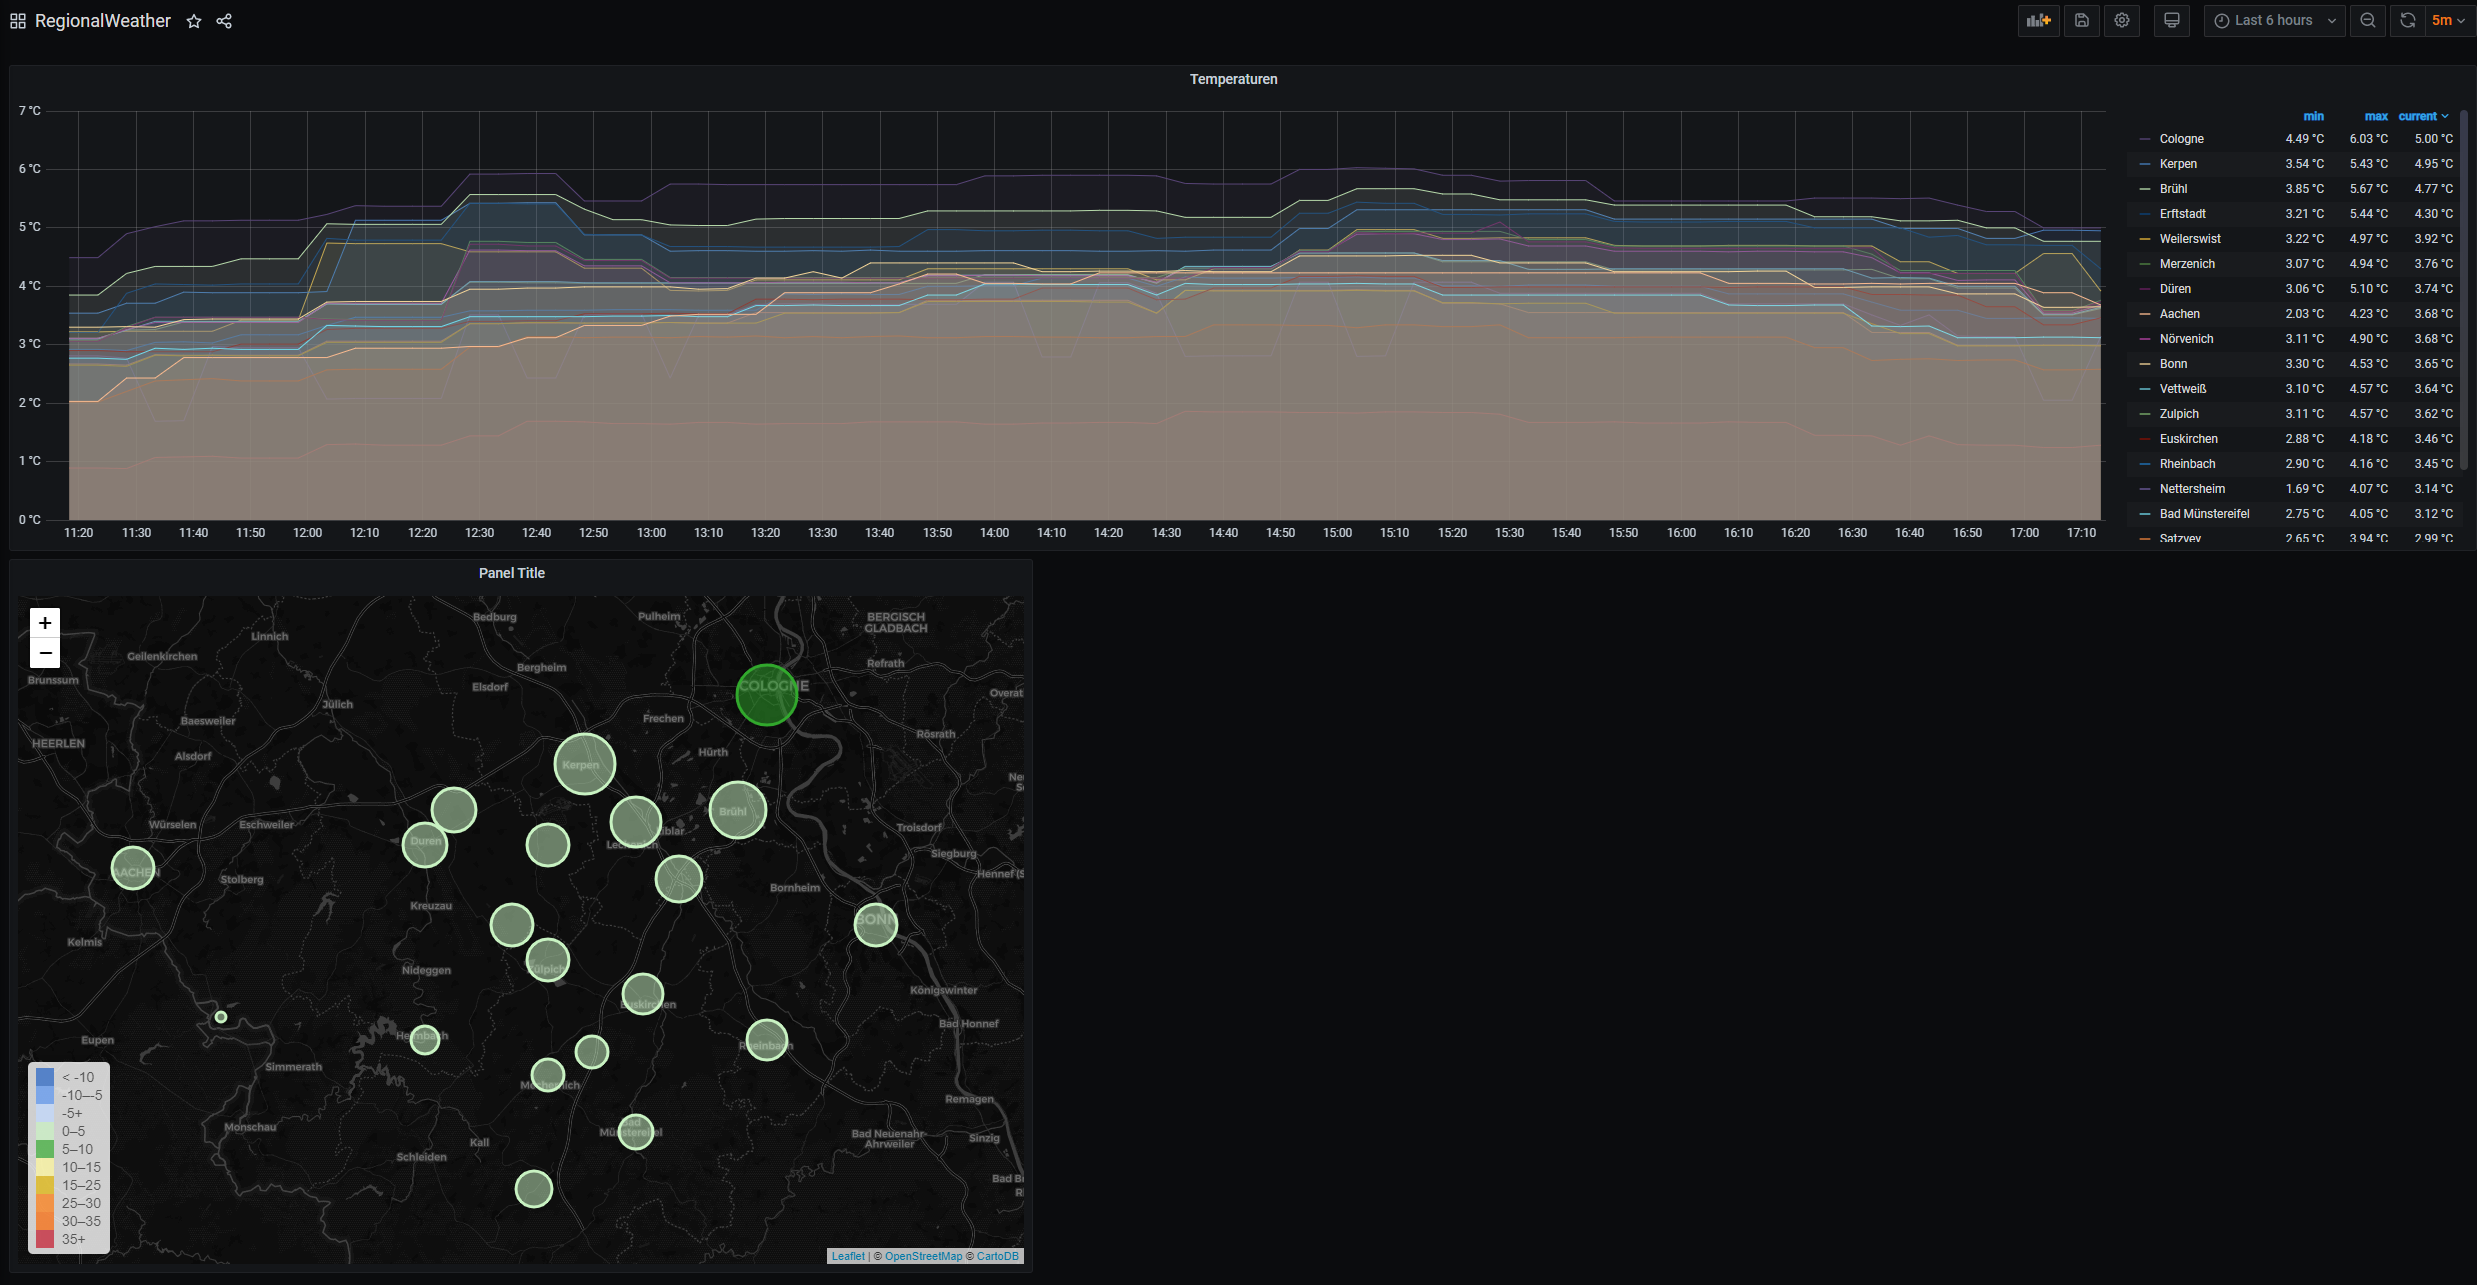 RegionalWeather
Last 6 hours
5m
Temperaturen
7 °C
6 °C
5 °C
4 °C
3 °C
2 °C
1 °C
0 °C
11:20 11:30 11:40 11:50 12:00 12:10 12:20 12:30 12:40 12:50 13:00 13:10 13:20 13:30 13:40 13:50 14:00 14:10 14:20 14:30 14:40 14:50 15:00 15:10 15:20 15:30 15:40 15:50 16:00 16:10 16:20 16:30 16:40 16:50 17:00 17:10
min max current
Cologne 4.49 °C 6.03 °C 5.00 °C
Kerpen 3.54 °C 5.43 °C 4.95 °C
Brühl 3.85 °C 5.67 °C 4.77 °C
Erftstadt 3.21 °C 5.44 °C 4.30 °C
Weilerswist 3.22 °C 4.97 °C 3.92 °C
Merzenich 3.07 °C 4.94 °C 3.76 °C
Düren 3.06 °C 5.10 °C 3.74 °C
Aachen 2.03 °C 4.23 °C 3.68 °C
Nörvenich 3.11 °C 4.90 °C 3.68 °C
Bonn 3.30 °C 4.53 °C 3.65 °C
Vettweiß 3.10 °C 4.57 °C 3.64 °C
Zulpich 3.11 °C 4.57 °C 3.62 °C
Euskirchen 2.88 °C 4.18 °C 3.46 °C
Rheinbach 2.90 °C 4.16 °C 3.45 °C
Nettersheim 1.69 °C 4.07 °C 3.14 °C
Bad Münstereifel 2.75 °C 4.05 °C 3.12 °C
Satzvey 2.65 °C 3.94 °C 2.99 °C
Panel Title
+
−
Bedburg
Pulheim
BERGISCH
GLADBACH
Linnich
Geilenkirchen
Refrath
Bergheim
Brunssum
COLOGNE
Elsdorf
Overat
Jülich
Baesweiler
Frechen
Rösrath
HEERLEN
Hürth
Alsdorf
Kerpen
Ne
S
Brühl
Würselen
Eschweiler
Troisdorf
blar
Duren
Lechenich
Siegburg
AACHEN
Hennef (S
Stolberg
Bornheim
Kreuzau
BONN
Kelmis
Nideggen
Zülpich
Königswinter
Euskirchen
Bad Honnef
Heimbach
Eupen
Rheinbach
Simmerath
Mechernich
Remagen
Monschau
Bad
Münstereifel
Bad Neuenahr-
Ahrweiler
Sinzig
Kall
Schleiden
Bad B
R
< -10
-10–-5
-5+
0–5
5–10
10–15
15–25
25–30
30–35
35+
Leaflet | © OpenStreetMap © CartoDB